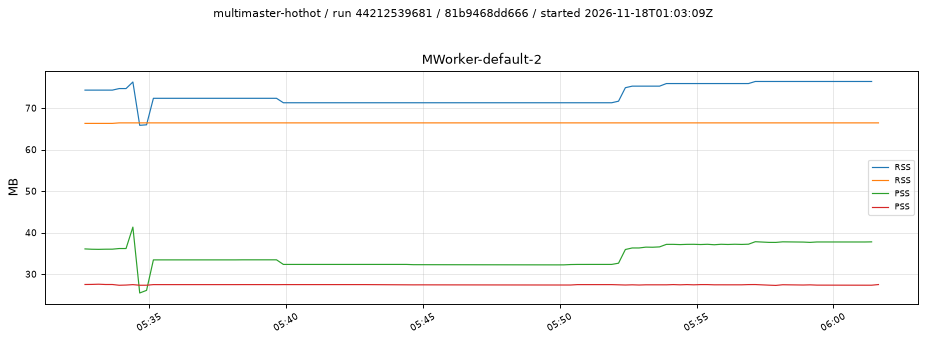 multimaster-hothot / run 44212539681 / 81b9468dd666 / started 2026-11-18T01:03:09Z
MWorker-default-2
MB
70
60
50
40
30
RSS
RSS
PSS
PSS
05:35
05:40
05:45
05:50
05:55
06:00